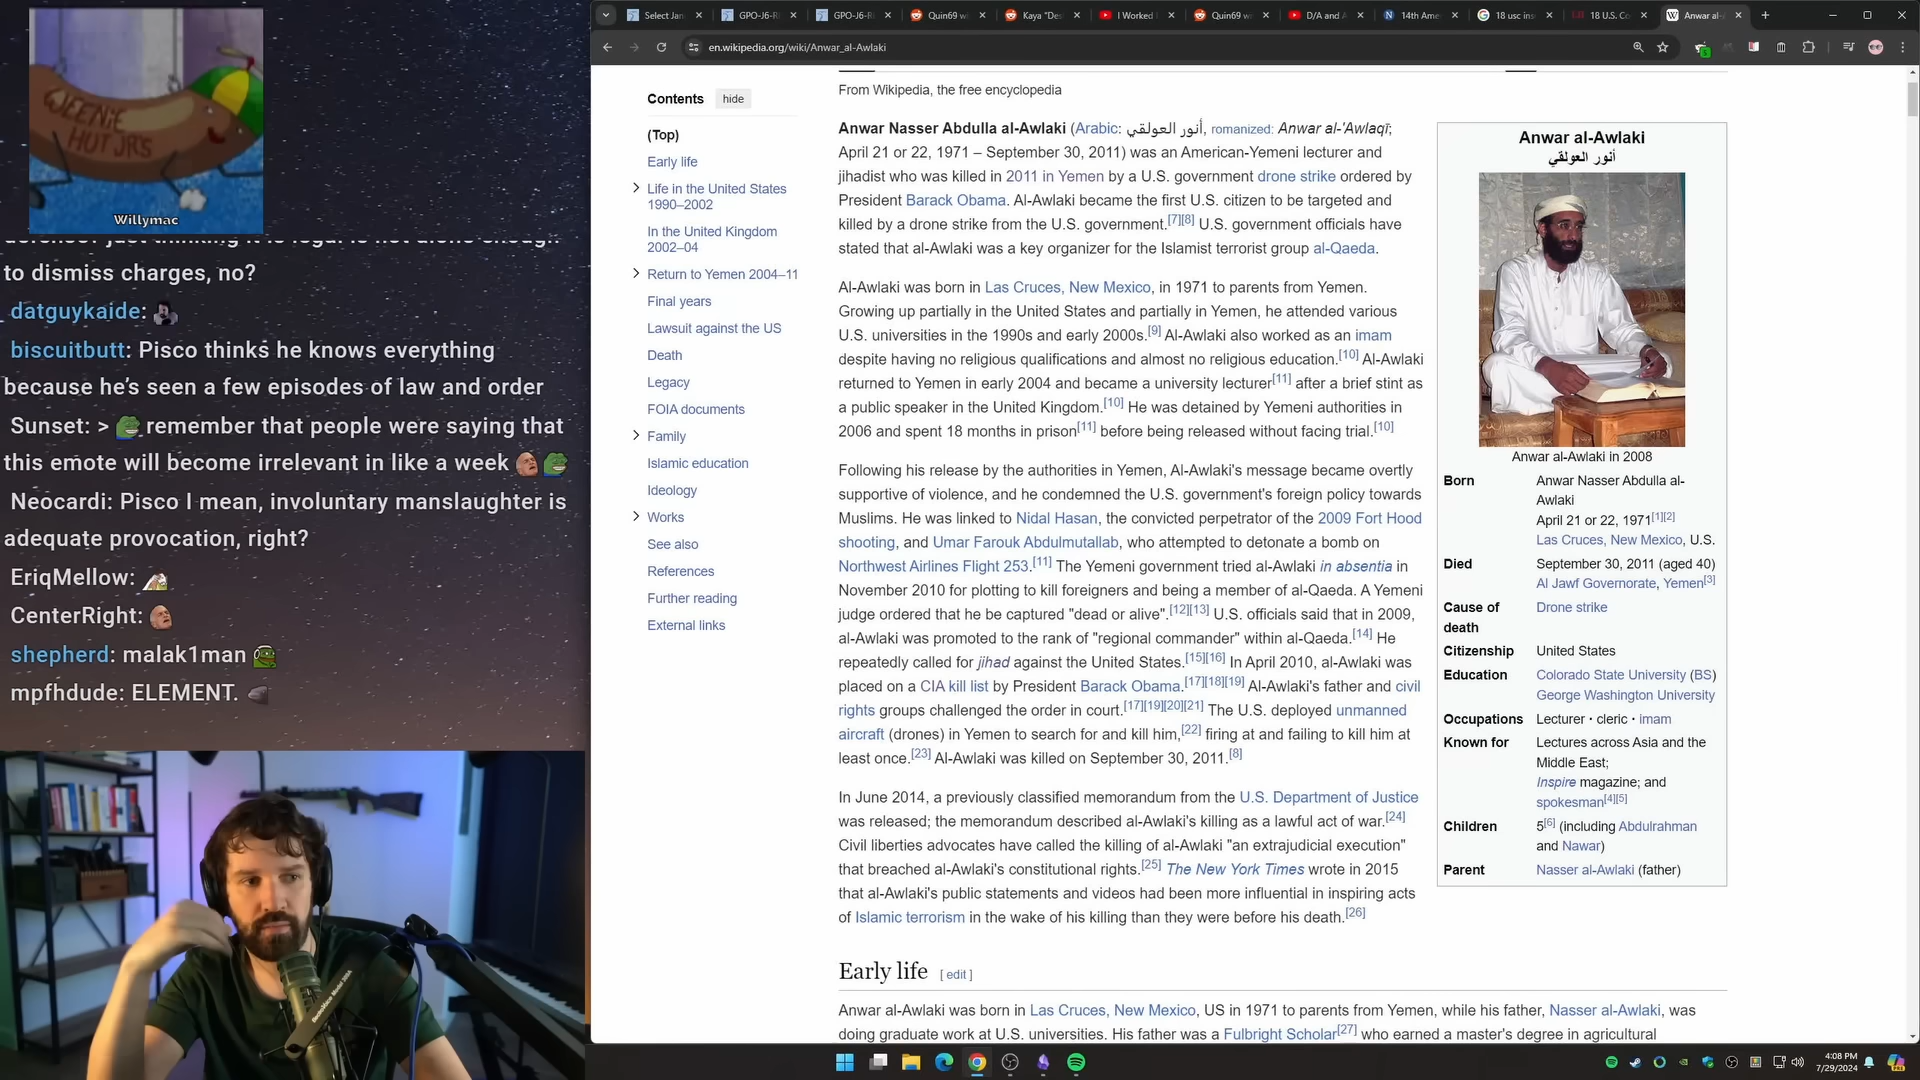 WEENIE
HUT JRS
Willymac
to dismiss charges, no?
datguykaide:
biscuitbutt: Pisco thinks he knows everything
because he's seen a few episodes of law and order
Sunset: > remember that people were saying that
this emote will become irrelevant in like a week
Neocardi: Pisco I mean, involuntary manslaughter is
adequate provocation, right?
EriqMellow:
CenterRight:
shepherd: malak1man
mpfhdude: ELEMENT.
Select Jan
GPO-J6-R
GPO-J6-R
Quin69 w
Kaya "Des
I Worked
Quin69 w
D/A and A
14th Ame
18 usc ins
18 U.S. Co
Anwar al-
en.wikipedia.org/wiki/Anwar_al-Awlaki
Contents hide
(Top)
Early life
Life in the United States
1990–2002
In the United Kingdom
2002–04
Return to Yemen 2004–11
Final years
Lawsuit against the US
Death
Legacy
FOIA documents
Family
Islamic education
Ideology
Works
See also
References
Further reading
External links
From Wikipedia, the free encyclopedia
Anwar Nasser Abdulla al-Awlaki (Arabic: أنور العولقي, romanized: Anwar al-'Awlaqī;
April 21 or 22, 1971 – September 30, 2011) was an American-Yemeni lecturer and
jihadist who was killed in 2011 in Yemen by a U.S. government drone strike ordered by
President Barack Obama. Al-Awlaki became the first U.S. citizen to be targeted and
killed by a drone strike from the U.S. government.[7][8] U.S. government officials have
stated that al-Awlaki was a key organizer for the Islamist terrorist group al-Qaeda.
Al-Awlaki was born in Las Cruces, New Mexico, in 1971 to parents from Yemen.
Growing up partially in the United States and partially in Yemen, he attended various
U.S. universities in the 1990s and early 2000s.[9] Al-Awlaki also worked as an imam
despite having no religious qualifications and almost no religious education.[10] Al-Awlaki
returned to Yemen in early 2004 and became a university lecturer[11] after a brief stint as
a public speaker in the United Kingdom.[10] He was detained by Yemeni authorities in
2006 and spent 18 months in prison[11] before being released without facing trial.[10]
Following his release by the authorities in Yemen, Al-Awlaki's message became overtly
supportive of violence, and he condemned the U.S. government's foreign policy towards
Muslims. He was linked to Nidal Hasan, the convicted perpetrator of the 2009 Fort Hood
shooting, and Umar Farouk Abdulmutallab, who attempted to detonate a bomb on
Northwest Airlines Flight 253.[11] The Yemeni government tried al-Awlaki in absentia in
November 2010 for plotting to kill foreigners and being a member of al-Qaeda. A Yemeni
judge ordered that he be captured "dead or alive".[12][13] U.S. officials said that in 2009,
al-Awlaki was promoted to the rank of "regional commander" within al-Qaeda.[14] He
repeatedly called for jihad against the United States.[15][16] In April 2010, al-Awlaki was
placed on a CIA kill list by President Barack Obama.[17][18][19] Al-Awlaki's father and civil
rights groups challenged the order in court.[17][19][20][21] The U.S. deployed unmanned
aircraft (drones) in Yemen to search for and kill him,[22] firing at and failing to kill him at
least once.[23] Al-Awlaki was killed on September 30, 2011.[8]
In June 2014, a previously classified memorandum from the U.S. Department of Justice
was released; the memorandum described al-Awlaki's killing as a lawful act of war.[24]
Civil liberties advocates have called the killing of al-Awlaki "an extrajudicial execution"
that breached al-Awlaki's constitutional rights.[25] The New York Times wrote in 2015
that al-Awlaki's public statements and videos had been more influential in inspiring acts
of Islamic terrorism in the wake of his killing than they were before his death.[26]
Early life [ edit ]
Anwar al-Awlaki was born in Las Cruces, New Mexico, US in 1971 to parents from Yemen, while his father, Nasser al-Awlaki, was
doing graduate work at U.S. universities. His father was a Fulbright Scholar[27] who earned a master's degree in agricultural
Anwar al-Awlaki
أنور العولقي
Anwar al-Awlaki in 2008
Born Anwar Nasser Abdulla al-
Awlaki
April 21 or 22, 1971[1][2]
Las Cruces, New Mexico, U.S.
Died September 30, 2011 (aged 40)
Al Jawf Governorate, Yemen[3]
Cause of death Drone strike
Citizenship United States
Education Colorado State University (BS)
George Washington University
Occupations Lecturer · cleric · imam
Known for Lectures across Asia and the
Middle East;
Inspire magazine; and
spokesman[4][5]
Children 5[6] (including Abdulrahman
and Nawar)
Parent Nasser al-Awlaki (father)
4:08 PM
7/29/2024